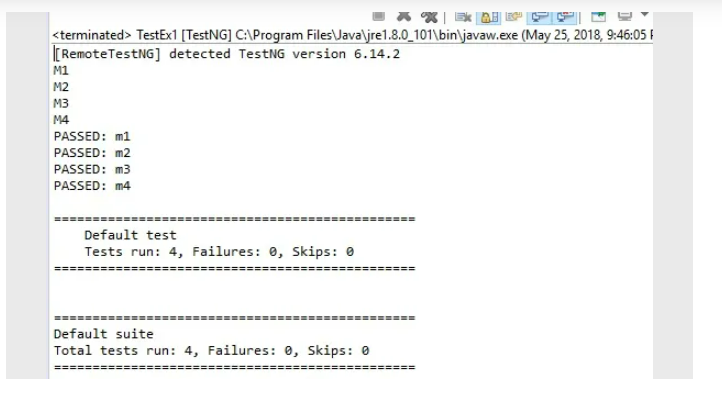 <terminated> TestEx1 [TestNG] C:\Program Files\Java\jre1.8.0_101\bin\javaw.exe (May 25, 2018, 9:46:05
[RemoteTestNG] detected TestNG version 6.14.2
M1
M2
M3
M4
PASSED: m1
PASSED: m2
PASSED: m3
PASSED: m4
===============================================
Default test
Tests run: 4, Failures: 0, Skips: 0
===============================================
===============================================
Default suite
Total tests run: 4, Failures: 0, Skips: 0
===============================================